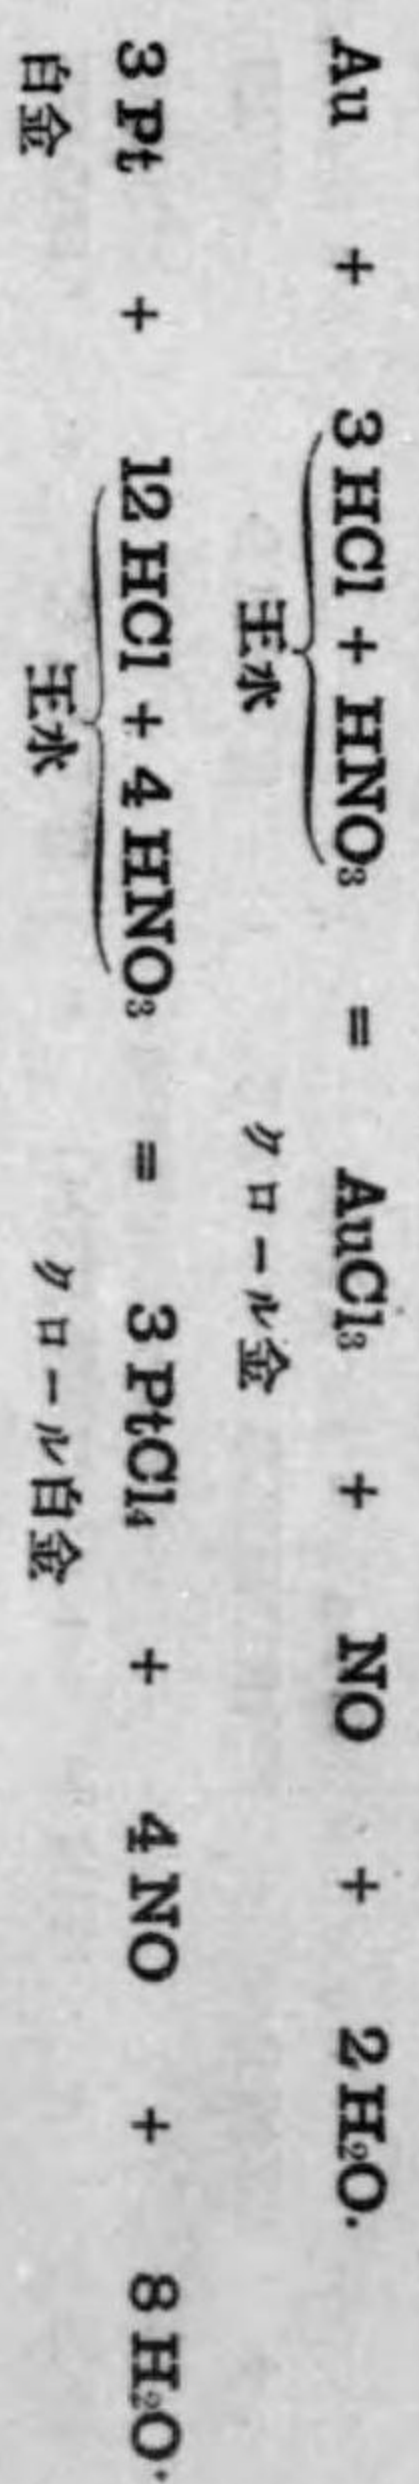 Au + 3 HCl + HNO₃ = AuCl₃ + NO + 2 H₂O.
王水 クロール金
3 Pt + 12 HCl + 4 HNO₃ = 3 PtCl₄ + 4 NO + 8 H₂O.
白金 王水 クロール白金